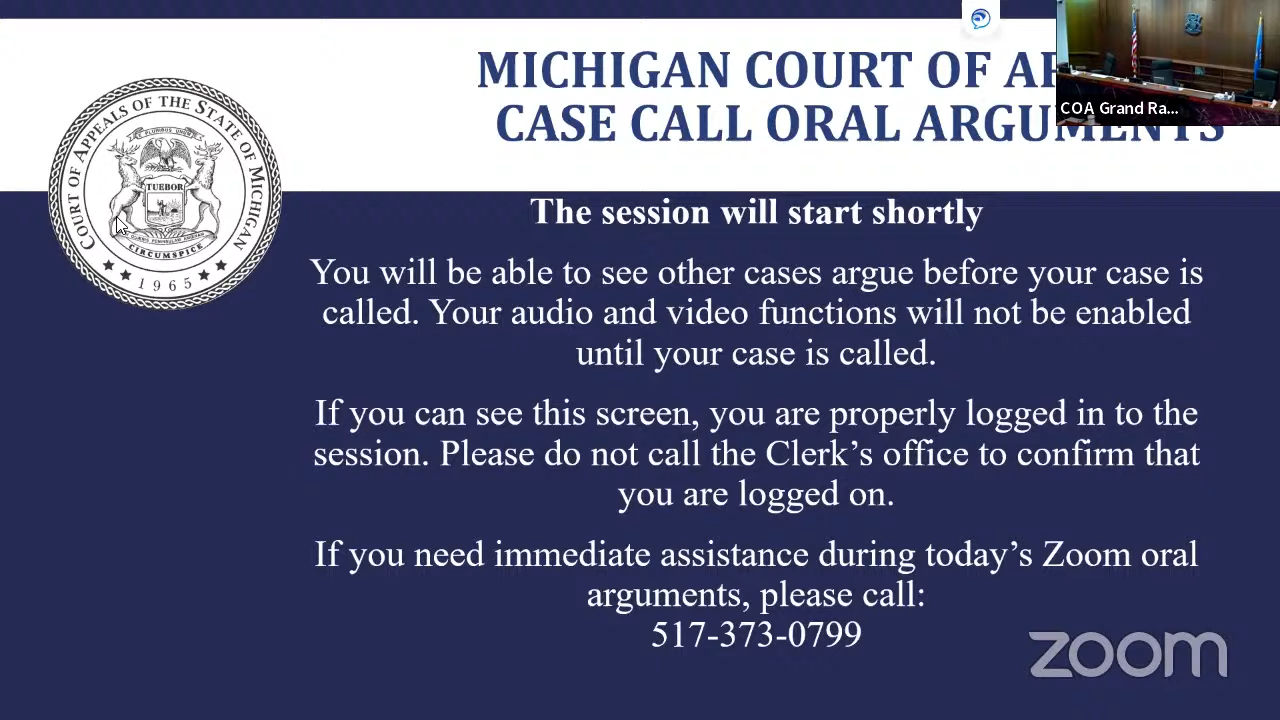 MICHIGAN COURT OF
CASE CALL ORAL ARGUMENTS
COA Grand Ra...
COURT OF APPEALS OF THE STATE OF MICHIGAN
E PLURIBUS UNUM
TUEBOR
CIRCUMSPICE
1965
The session will start shortly
You will be able to see other cases argue before your case is
called. Your audio and video functions will not be enabled
until your case is called.
If you can see this screen, you are properly logged in to the
session. Please do not call the Clerk’s office to confirm that
you are logged on.
If you need immediate assistance during today’s Zoom oral
arguments, please call:
517-373-0799
zoom